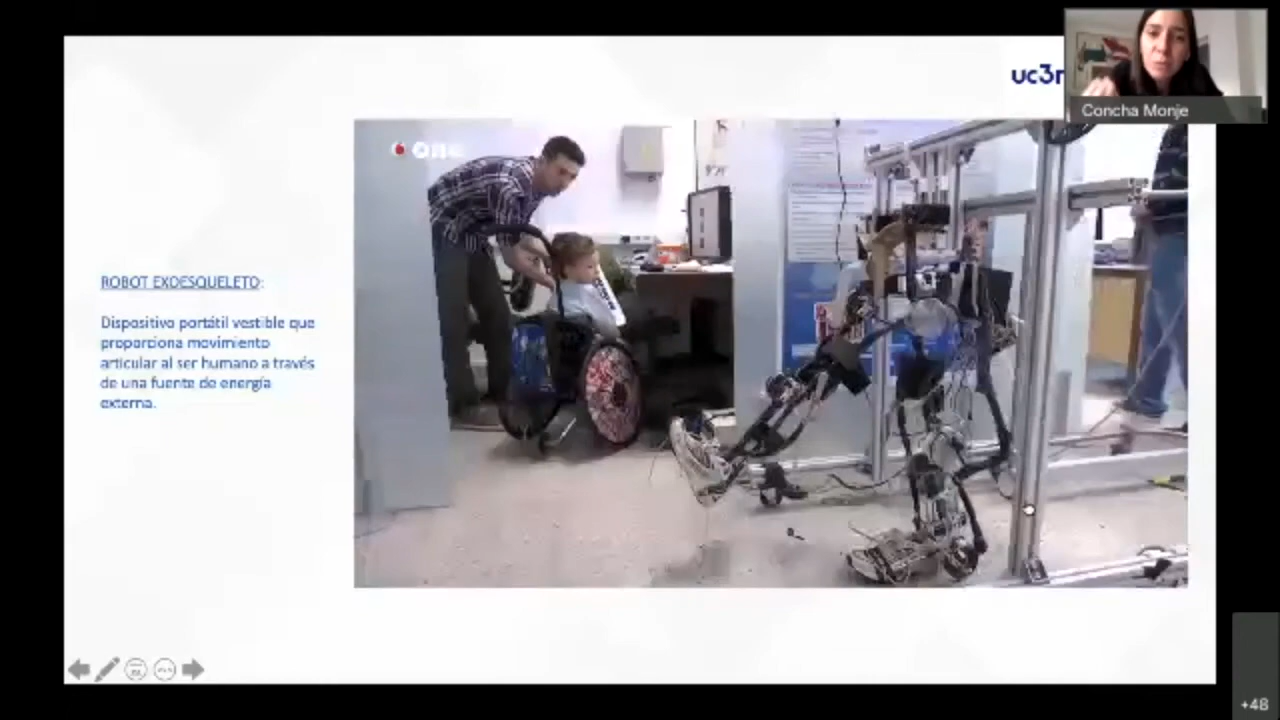 uc3m
Concha Monje
One
ROBOT EXOESQUELETO:
Dispositivo portátil vestible que
proporciona movimiento
articular al ser humano a través
de una fuente de energía
externa.
+48